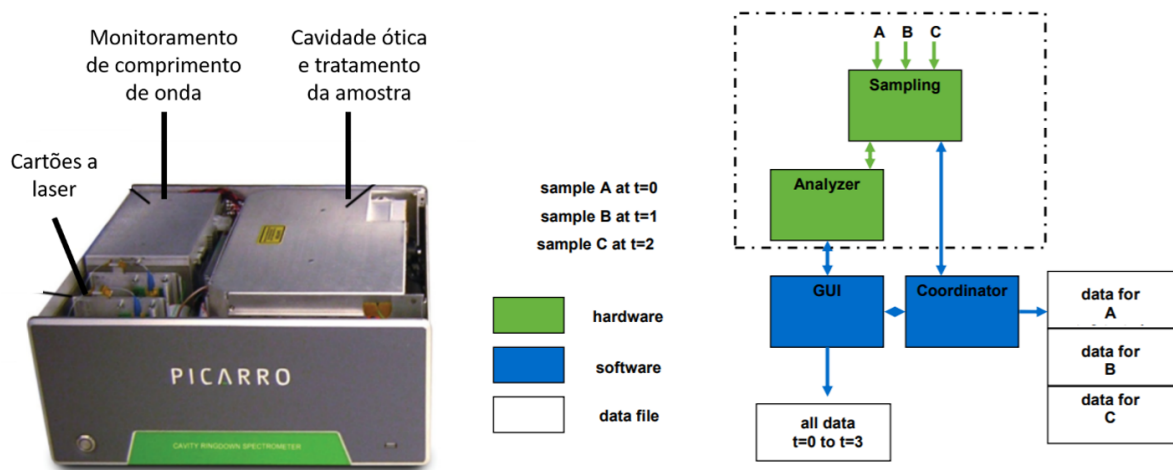 Monitoramento
de comprimento
de onda
Cavidade ótica
e tratamento
da amostra
Cartões a
laser
PICARRO
CAVITY RINGDOWN SPECTROMETER
sample A at t=0
sample B at t=1
sample C at t=2
hardware
software
data file
A B C
Sampling
Analyzer
GUI
Coordinator
data for
A
data for
B
data for
C
all data
t=0 to t=3